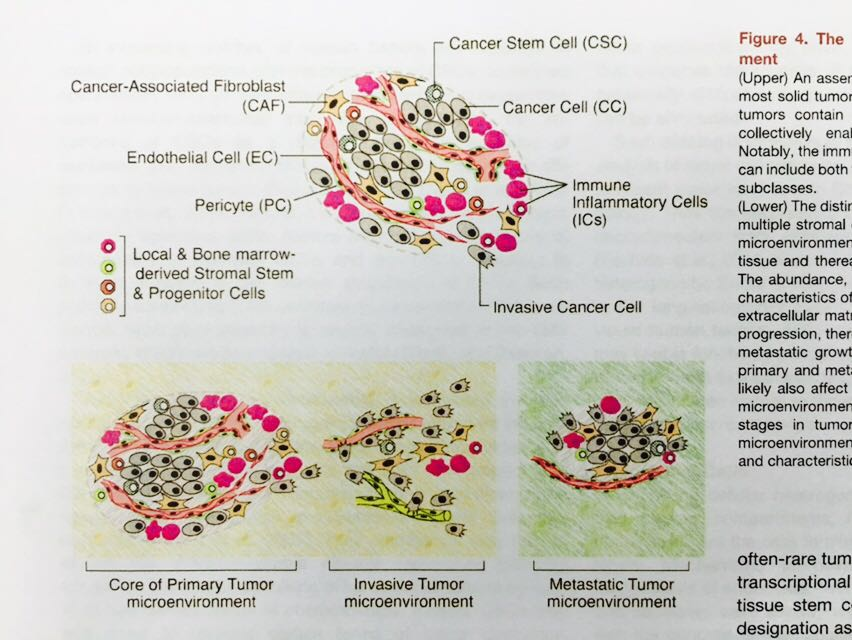 Cancer Stem Cell (CSC)
Cancer-Associated Fibroblast
(CAF)
Cancer Cell (CC)
Endothelial Cell (EC)
Pericyte (PC)
Immune
Inflammatory Cells
(ICs)
Local & Bone marrow-
derived Stromal Stem
& Progenitor Cells
Invasive Cancer Cell
Core of Primary Tumor
microenvironment
Invasive Tumor
microenvironment
Metastatic Tumor
microenvironment
Figure 4. The
ment
(Upper) An assem
most solid tumor
tumors contain
collectively enal
Notably, the imm
can include both
subclasses.
(Lower) The distin
multiple stromal
microenvironmen
tissue and therea
The abundance,
characteristics of
extracellular matr
progression, ther
metastatic growt
primary and meta
likely also affect
microenvironmen
stages in tumor
microenvironmen
and characteristic
often-rare tum
transcriptional
tissue stem c
designation as